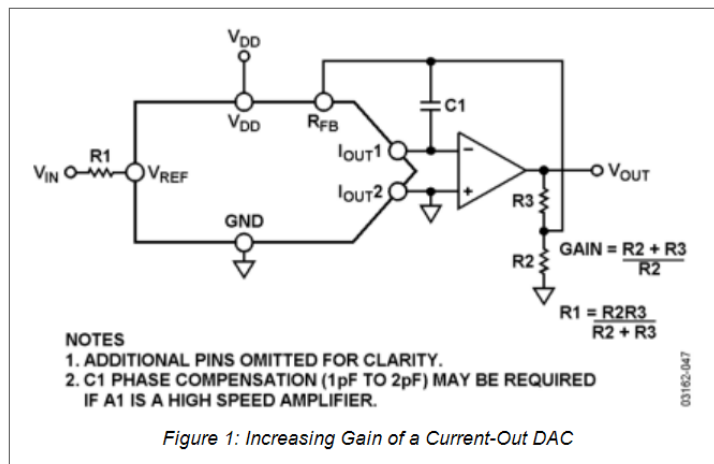 VDD
VDD
RFB
C1
R1
VIN
VREF
IOUT1
IOUT2
GND
−
+
VOUT
R3
R2
GAIN = R2 + R3
R2
R1 = R2R3
R2 + R3
NOTES
1. ADDITIONAL PINS OMITTED FOR CLARITY.
2. C1 PHASE COMPENSATION (1pF TO 2pF) MAY BE REQUIRED
IF A1 IS A HIGH SPEED AMPLIFIER.
03162-047
Figure 1: Increasing Gain of a Current-Out DAC